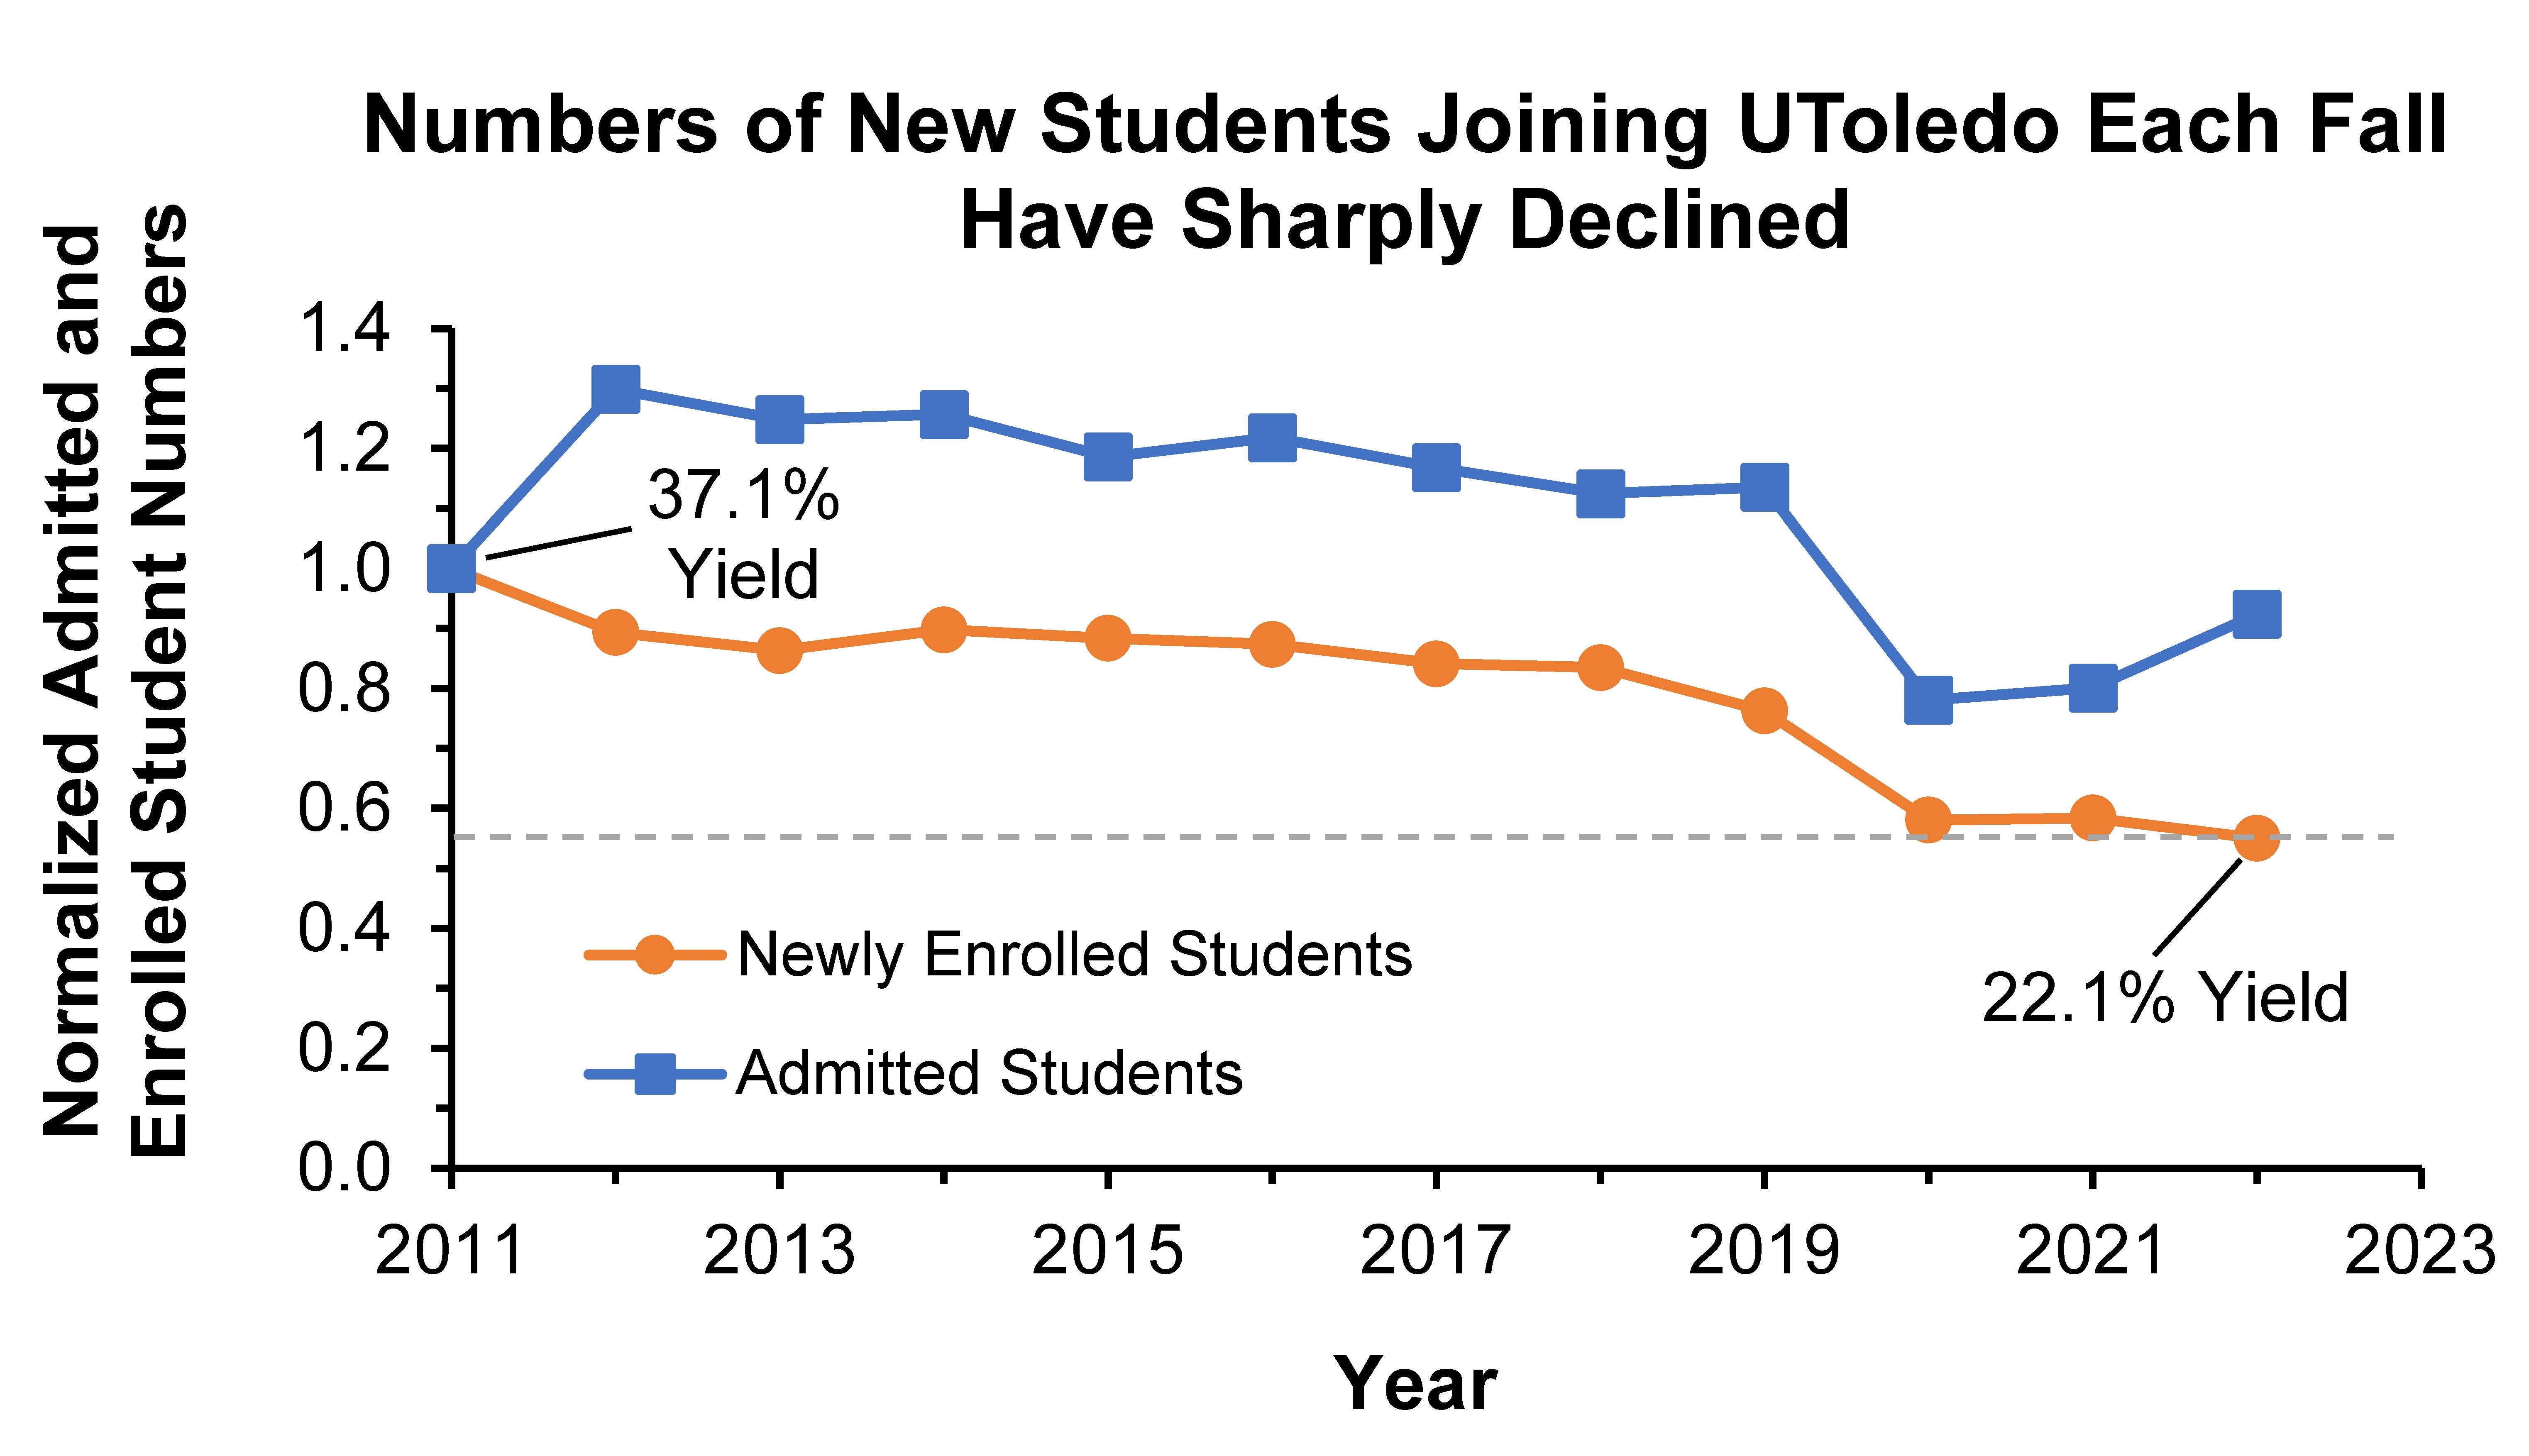 Numbers of New Students Joining UToledo Each Fall
Have Sharply Declined
Normalized Admitted and
Enrolled Student Numbers
1.4
1.2
1.0
0.8
0.6
0.4
0.2
0.0
37.1%
Yield
22.1% Yield
Newly Enrolled Students
Admitted Students
2011 2013 2015 2017 2019 2021 2023
Year